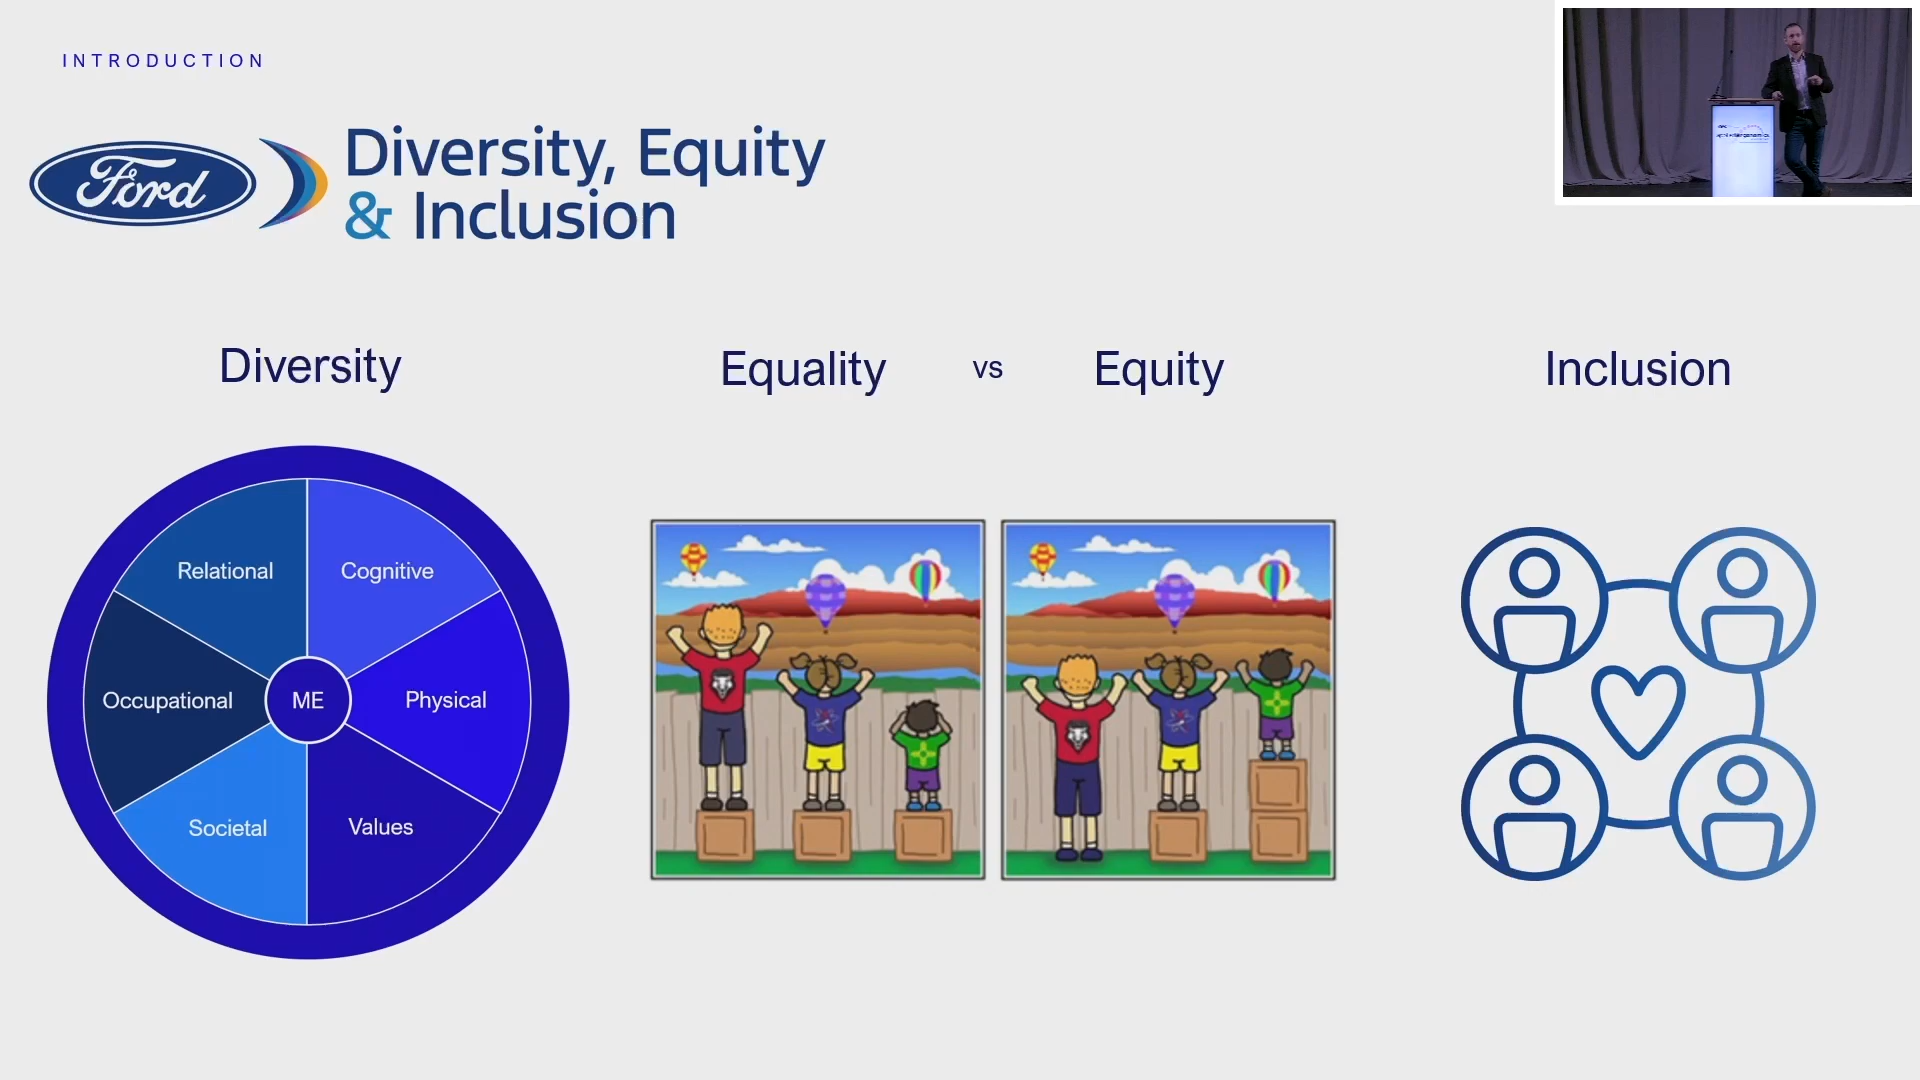 INTRODUCTION
Ford
Diversity, Equity
& Inclusion
Diversity
Equality vs Equity
Inclusion
Relational
Cognitive
Occupational
ME
Physical
Societal
Values